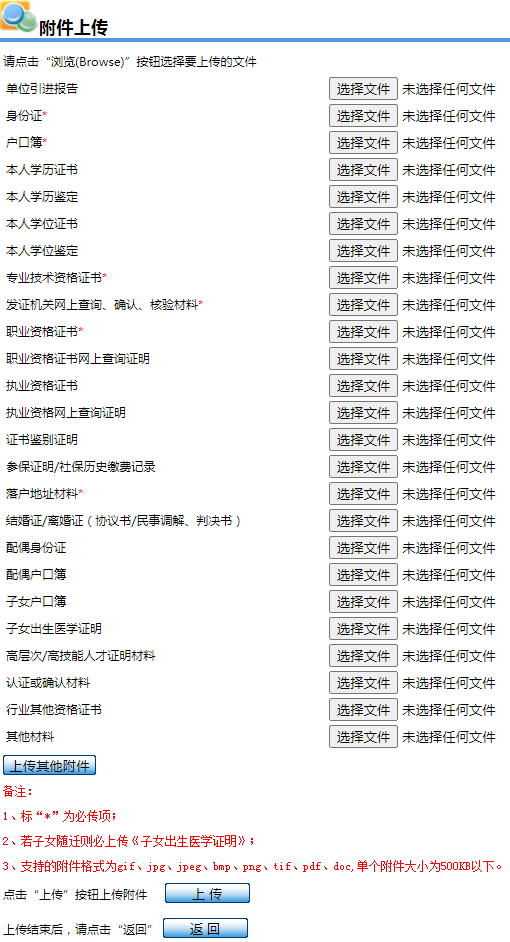 附件上传
请点击“浏览(Browse)”按钮选择要上传的文件
单位引进报告 选择文件 未选择任何文件
身份证* 选择文件 未选择任何文件
户口簿* 选择文件 未选择任何文件
本人学历证书 选择文件 未选择任何文件
本人学历鉴定 选择文件 未选择任何文件
本人学位证书 选择文件 未选择任何文件
本人学位鉴定 选择文件 未选择任何文件
专业技术资格证书* 选择文件 未选择任何文件
发证机关网上查询、确认、核验材料* 选择文件 未选择任何文件
职业资格证书* 选择文件 未选择任何文件
职业资格证书网上查询证明 选择文件 未选择任何文件
执业资格证书 选择文件 未选择任何文件
执业资格网上查询证明 选择文件 未选择任何文件
证书鉴别证明 选择文件 未选择任何文件
参保证明/社保历史缴费记录 选择文件 未选择任何文件
落户地址材料* 选择文件 未选择任何文件
结婚证/离婚证（协议书/民事调解、判决书） 选择文件 未选择任何文件
配偶身份证 选择文件 未选择任何文件
配偶户口簿 选择文件 未选择任何文件
子女户口簿 选择文件 未选择任何文件
子女出生医学证明 选择文件 未选择任何文件
高层次/高技能人才证明材料 选择文件 未选择任何文件
认证或确认材料 选择文件 未选择任何文件
行业其他资格证书 选择文件 未选择任何文件
其他材料 选择文件 未选择任何文件
上传其他附件
备注：
1、标“*”为必传项；
2、若子女随迁则必上传《子女出生医学证明》；
3、支持的附件格式为gif、jpg、jpeg、bmp、png、tif、pdf、doc,单个附件大小为500KB以下。
点击“上传”按钮上传附件 上 传
上传结束后，请点击“返回” 返 回